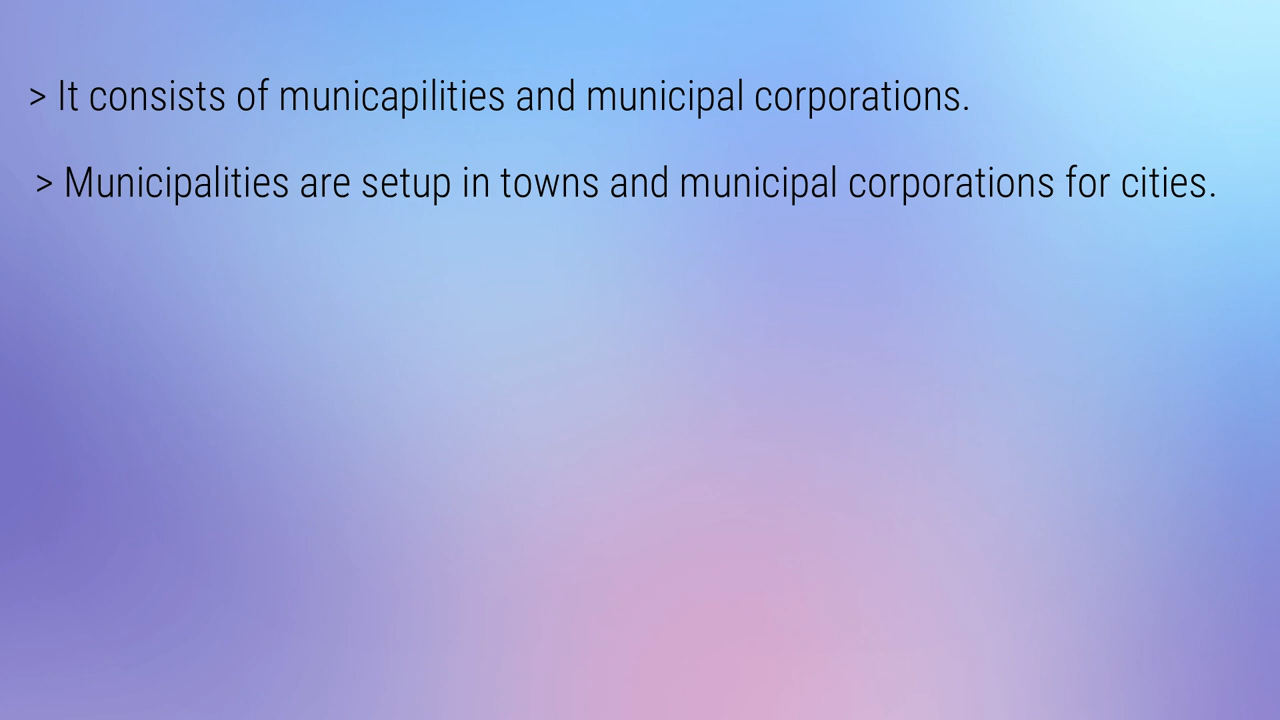 > It consists of municapilities and municipal corporations.
> Municipalities are setup in towns and municipal corporations for cities.